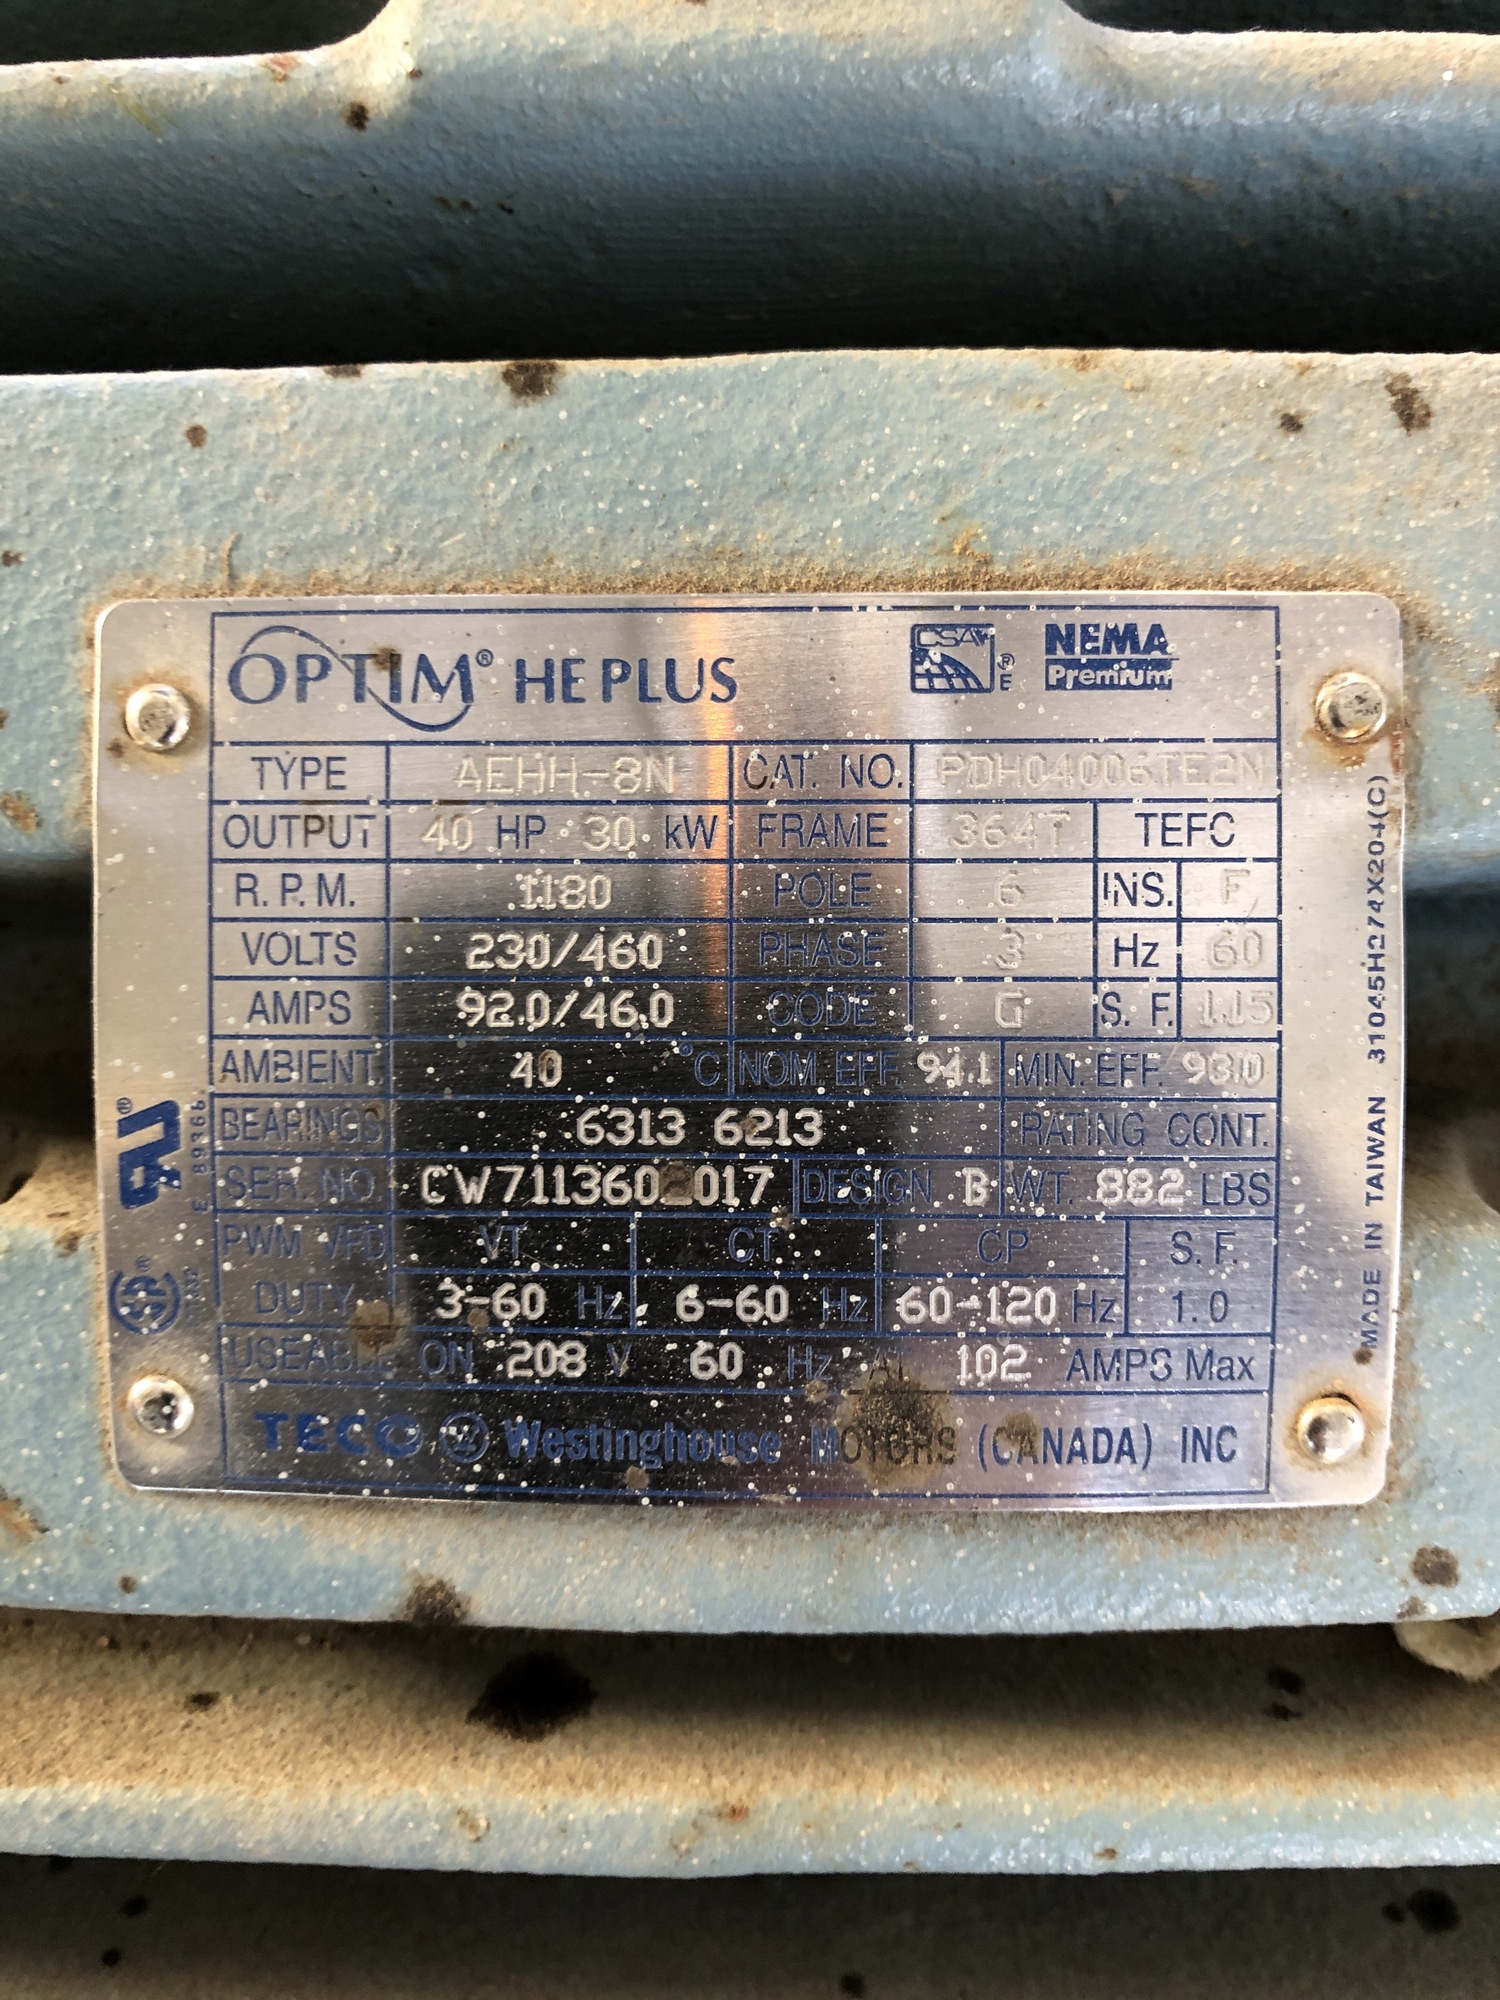 OPTIM® HE PLUS CSA ® E NEMA Premium
TYPE AEHH-8N CAT. NO. PDH04006TE2N
OUTPUT 40 HP 30 kW FRAME 364T TEFC
R.P.M. 1180 POLE 6 INS. F
VOLTS 230/460 PHASE 3 Hz 60
AMPS 92.0/46.0 CODE G S.F. 1.15
AMBIENT 40 °C NOM. EFF. 94.1 MIN. EFF. 93.0
BEARINGS 6313 6213 RATING CONT.
SER. NO. CW7113602017 DESIGN B WT. 882 LBS
PWM VFD VT CT CP S.F.
DUTY 3-60 Hz 6-60 Hz 60-120 Hz 1.0
USEABLE ON 208 V 60 Hz AT 102 AMPS Max
TECO W Westinghouse MOTORS (CANADA) INC
MADE IN TAIWAN 31045H274X204(C)